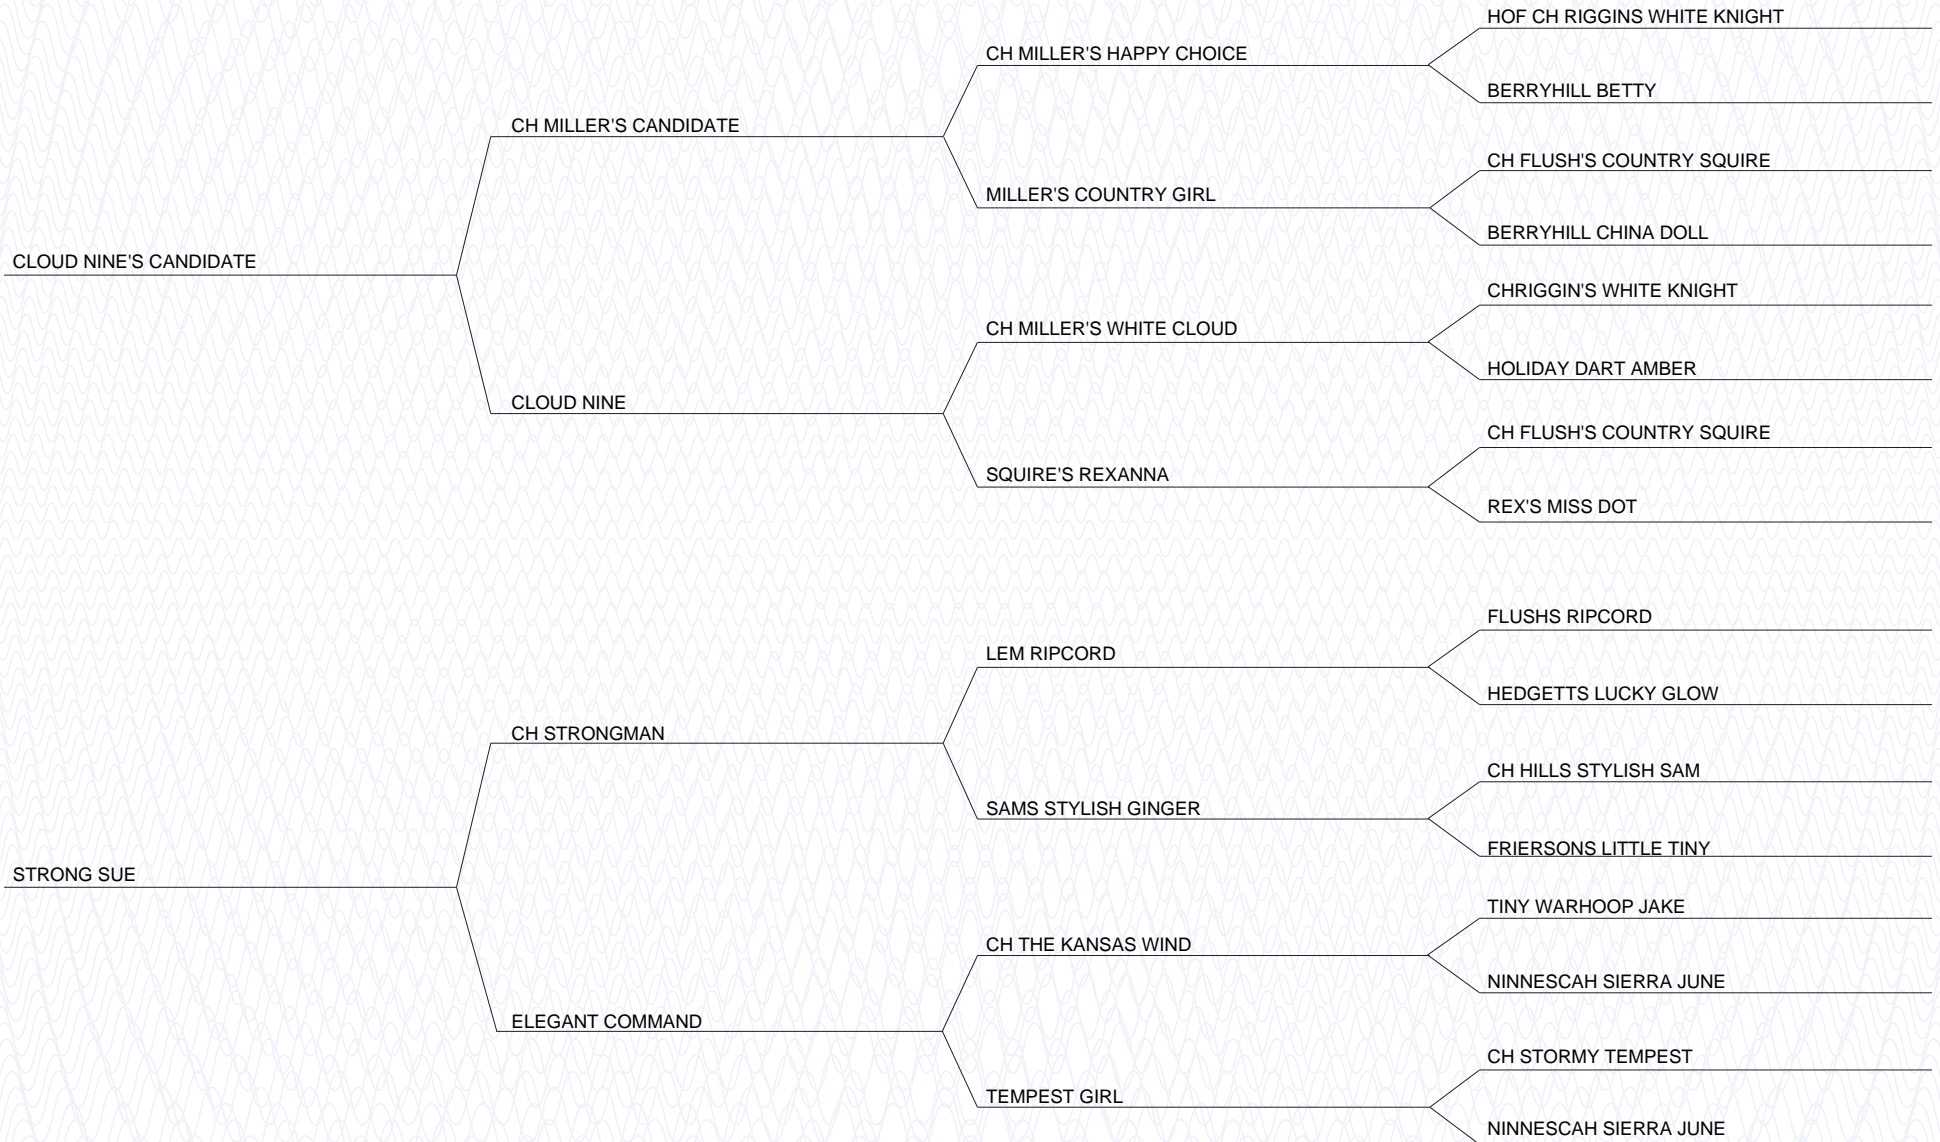 HOF CH RIGGINS WHITE KNIGHT
CH MILLER'S HAPPY CHOICE
BERRYHILL BETTY
CH MILLER'S CANDIDATE
CH FLUSH'S COUNTRY SQUIRE
MILLER'S COUNTRY GIRL
BERRYHILL CHINA DOLL
CLOUD NINE'S CANDIDATE
CHRIGGIN'S WHITE KNIGHT
CH MILLER'S WHITE CLOUD
HOLIDAY DART AMBER
CLOUD NINE
CH FLUSH'S COUNTRY SQUIRE
SQUIRE'S REXANNA
REX'S MISS DOT
FLUSHS RIPCORD
LEM RIPCORD
HEDGETTS LUCKY GLOW
CH STRONGMAN
CH HILLS STYLISH SAM
SAMS STYLISH GINGER
FRIERSONS LITTLE TINY
STRONG SUE
TINY WARHOOP JAKE
CH THE KANSAS WIND
NINNESCAH SIERRA JUNE
ELEGANT COMMAND
CH STORMY TEMPEST
TEMPEST GIRL
NINNESCAH SIERRA JUNE